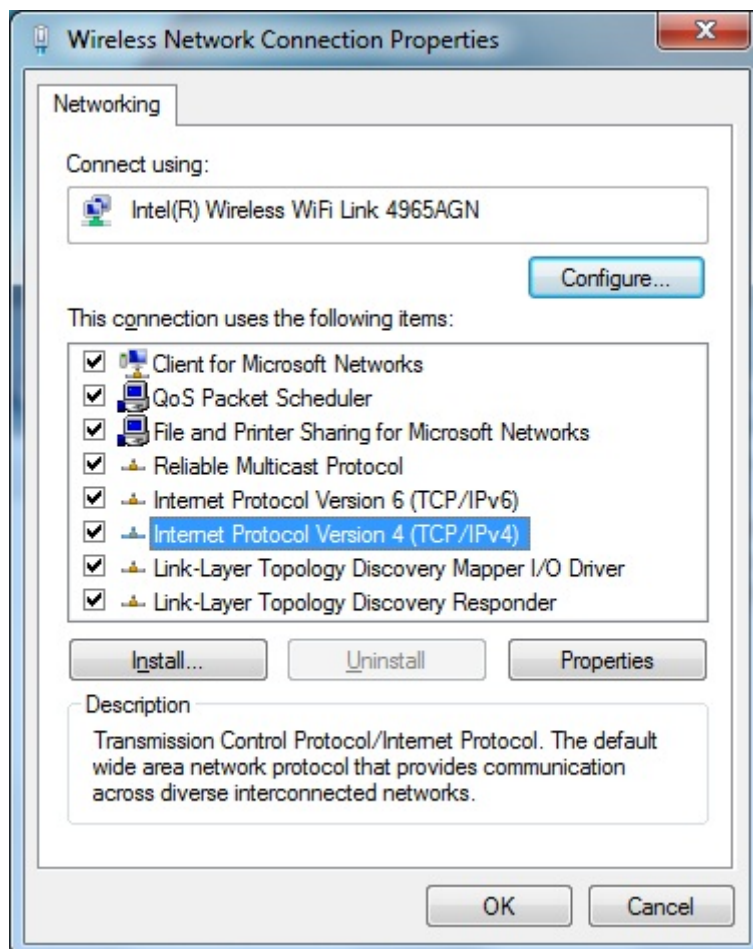 Wireless Network Connection Properties
Networking
Connect using:
Intel(R) Wireless WiFi Link 4965AGN
Configure...
This connection uses the following items:
Client for Microsoft Networks
QoS Packet Scheduler
File and Printer Sharing for Microsoft Networks
Reliable Multicast Protocol
Internet Protocol Version 6 (TCP/IPv6)
Internet Protocol Version 4 (TCP/IPv4)
Link-Layer Topology Discovery Mapper I/O Driver
Link-Layer Topology Discovery Responder
Install... Uninstall Properties
Description
Transmission Control Protocol/Internet Protocol. The default
wide area network protocol that provides communication
across diverse interconnected networks.
OK Cancel